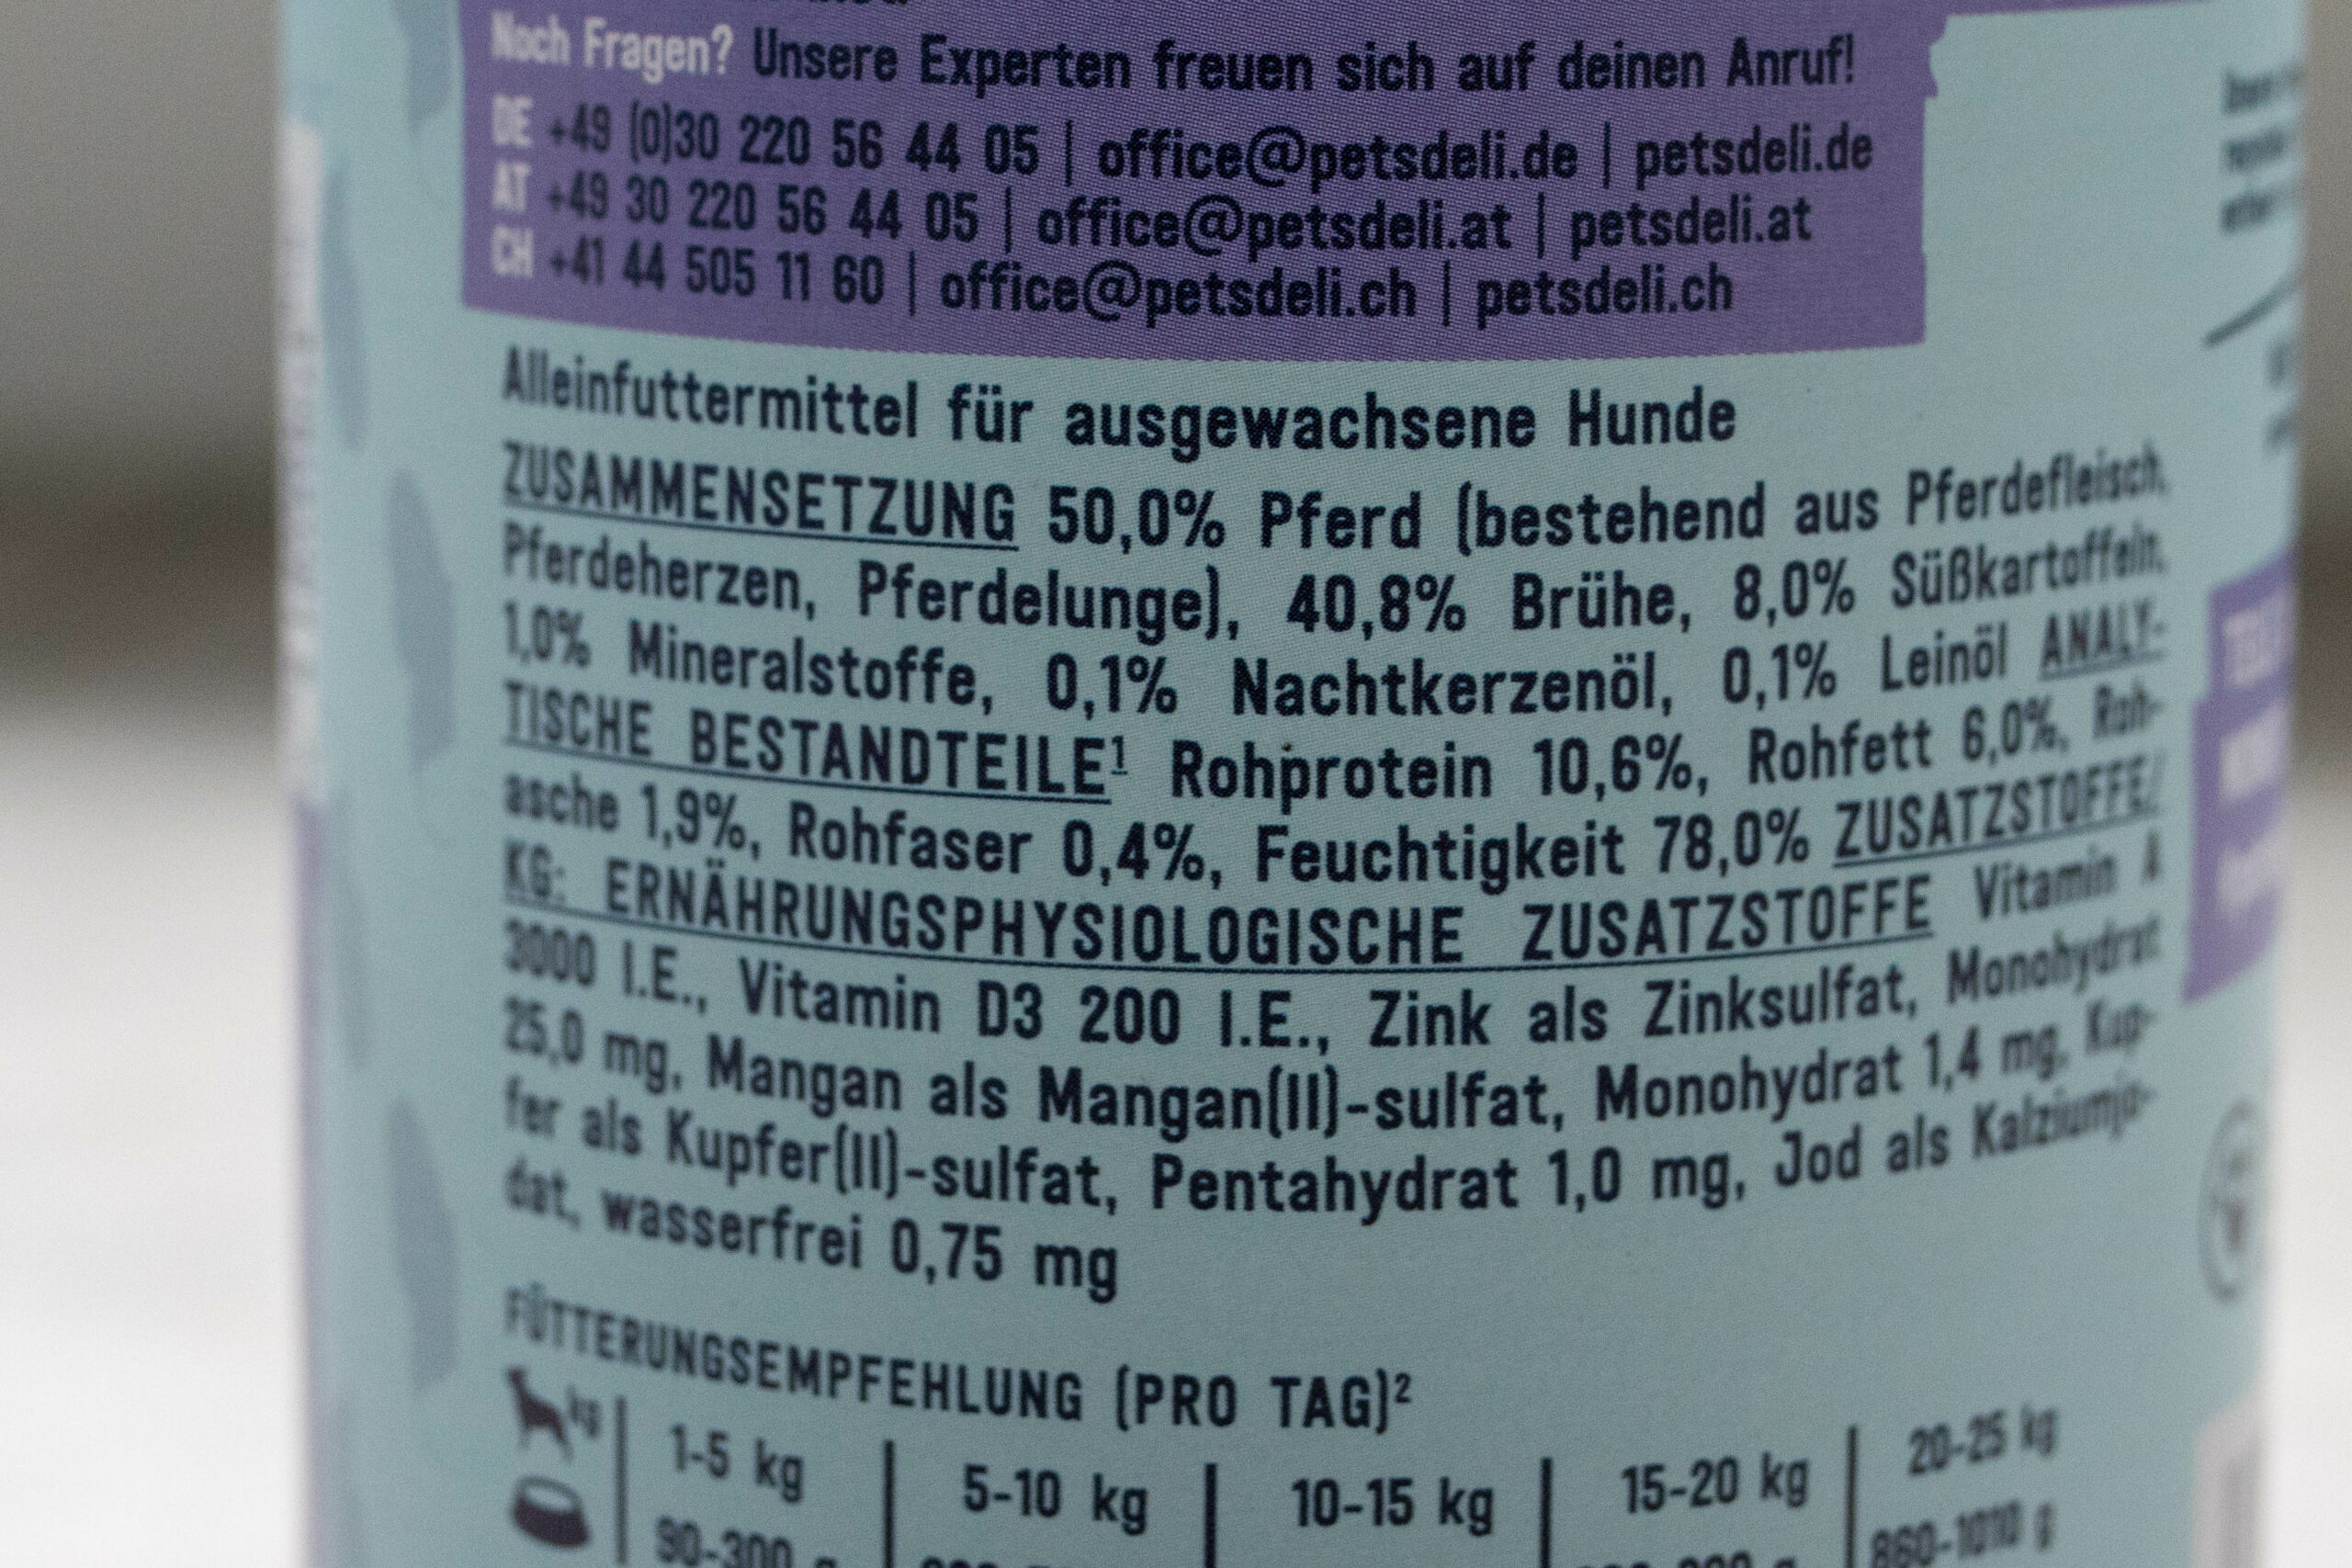 Noch Fragen? Unsere Experten freuen sich auf deinen Anruf!
DE +49 (0)30 220 56 44 05 | office@petsdeli.de | petsdeli.de
AT +49 30 220 56 44 05 | office@petsdeli.at | petsdeli.at
CH +41 44 505 11 60 | office@petsdeli.ch | petsdeli.ch
Alleinfuttermittel für ausgewachsene Hunde
ZUSAMMENSETZUNG 50,0% Pferd (bestehend aus Pferdefleisch,
Pferdeherzen, Pferdelunge), 40,8% Brühe, 8,0% Süßkartoffeln,
1,0% Mineralstoffe, 0,1% Nachtkerzenöl, 0,1% Leinöl ANALY-
TISCHE BESTANDTEILE¹ Rohprotein 10,6%, Rohfett 6,0%, Roh-
asche 1,9%, Rohfaser 0,4%, Feuchtigkeit 78,0% ZUSATZSTOFFE/
KG: ERNÄHRUNGSPHYSIOLOGISCHE ZUSATZSTOFFE Vitamin A
3000 I.E., Vitamin D3 200 I.E., Zink als Zinksulfat, Monohydrat
25,0 mg, Mangan als Mangan(II)-sulfat, Monohydrat 1,4 mg, Kup-
fer als Kupfer(II)-sulfat, Pentahydrat 1,0 mg, Jod als Kalziumjo-
dat, wasserfrei 0,75 mg
FÜTTERUNGSEMPFEHLUNG (PRO TAG)²
kg | 1-5 kg | 5-10 kg | 10-15 kg | 15-20 kg | 20-25 kg
90-300 g 860-1010 g